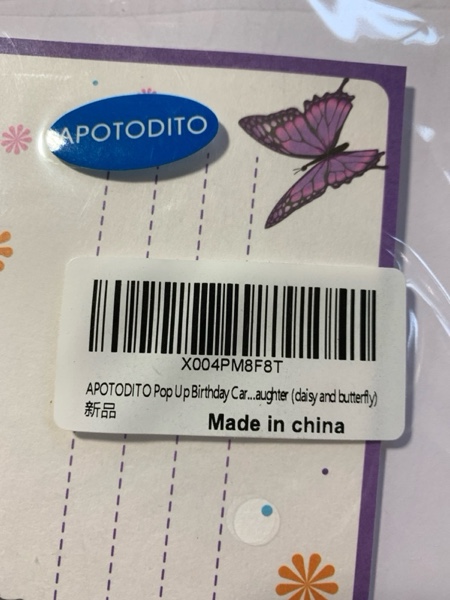 APOTODITO
X004PM8F8T
APOTODITO Pop Up Birthday Car...aughter (daisy and butterfly)
新品
Made in china